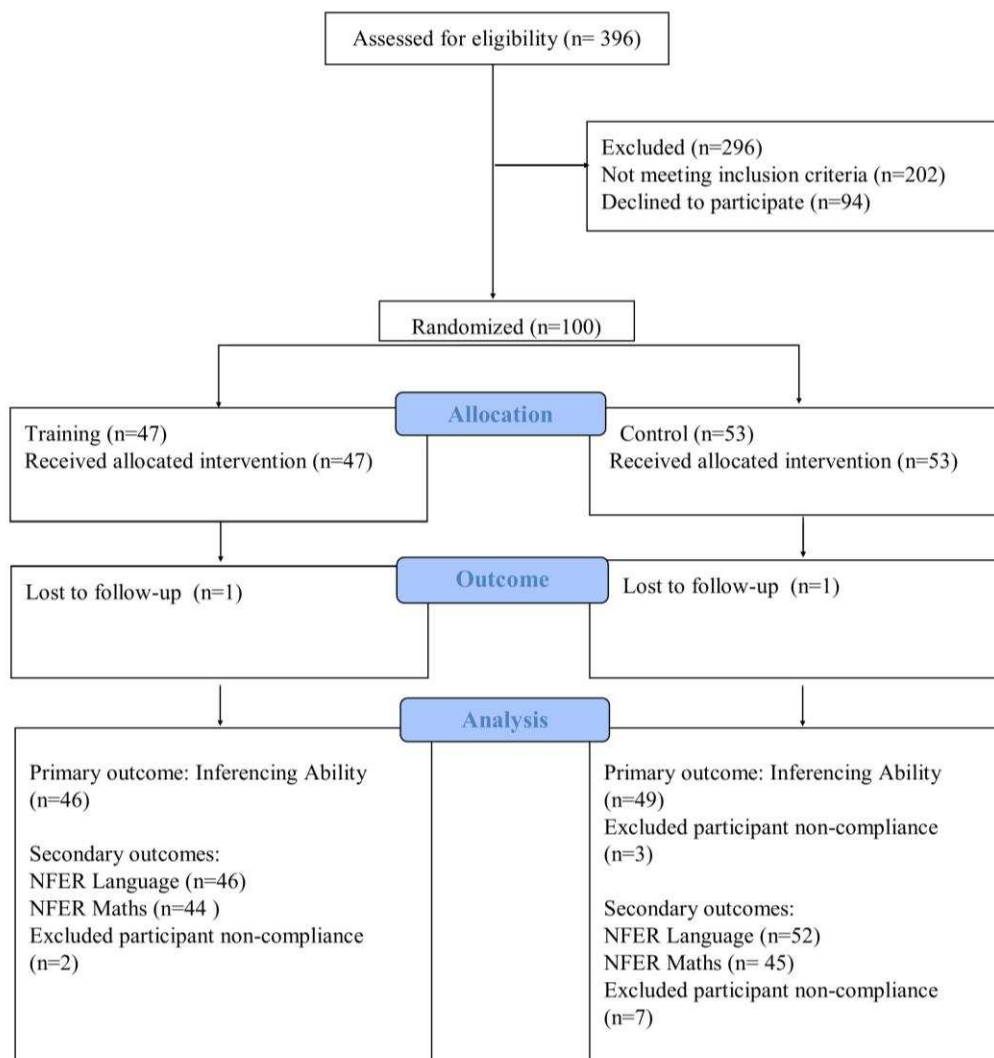 Assessed for eligibility (n= 396)
Excluded (n=296)
Not meeting inclusion criteria (n=202)
Declined to participate (n=94)
Randomized (n=100)
Allocation
Training (n=47)
Received allocated intervention (n=47)
Control (n=53)
Received allocated intervention (n=53)
Outcome
Lost to follow-up (n=1)
Lost to follow-up (n=1)
Analysis
Primary outcome: Inferencing Ability
(n=46)
Secondary outcomes:
NFER Language (n=46)
NFER Maths (n=44 )
Excluded participant non-compliance
(n=2)
Primary outcome: Inferencing Ability
(n=49)
Excluded participant non-compliance
(n=3)
Secondary outcomes:
NFER Language (n=52)
NFER Maths (n= 45)
Excluded participant non-compliance
(n=7)